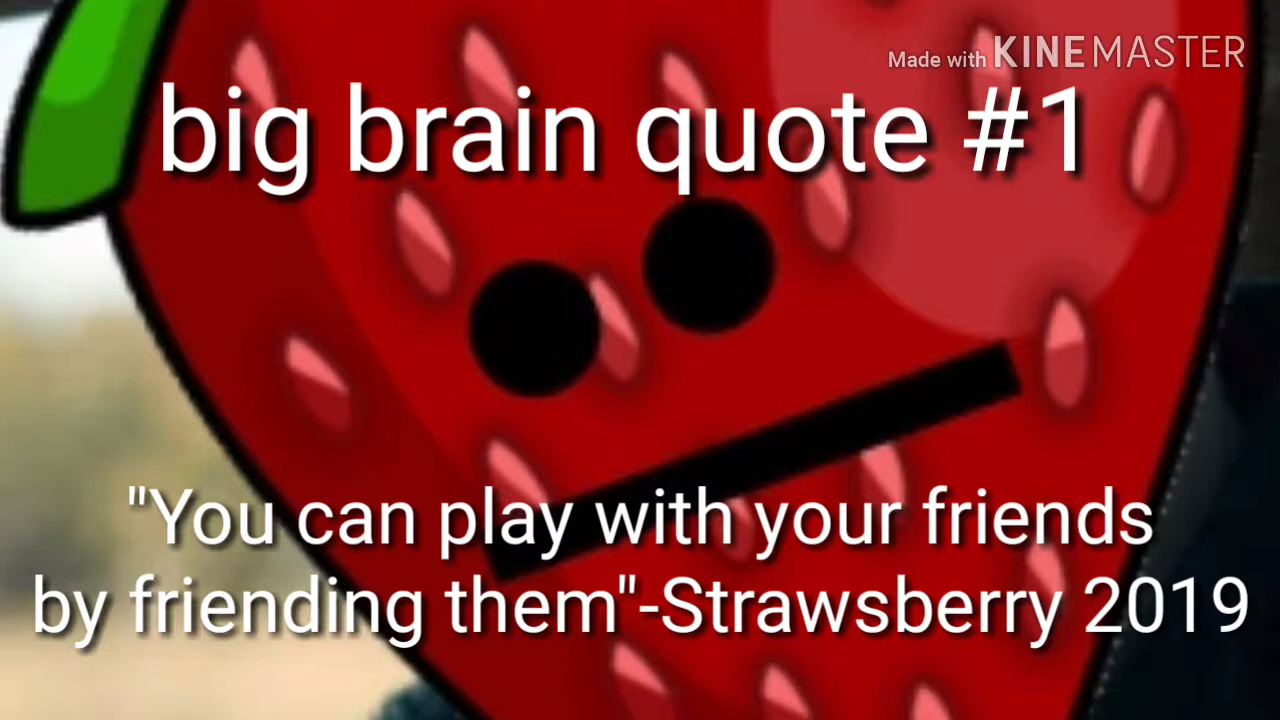 Made with KINEMASTER
big brain quote #1
"You can play with your friends
by friending them"-Strawsberry 2019